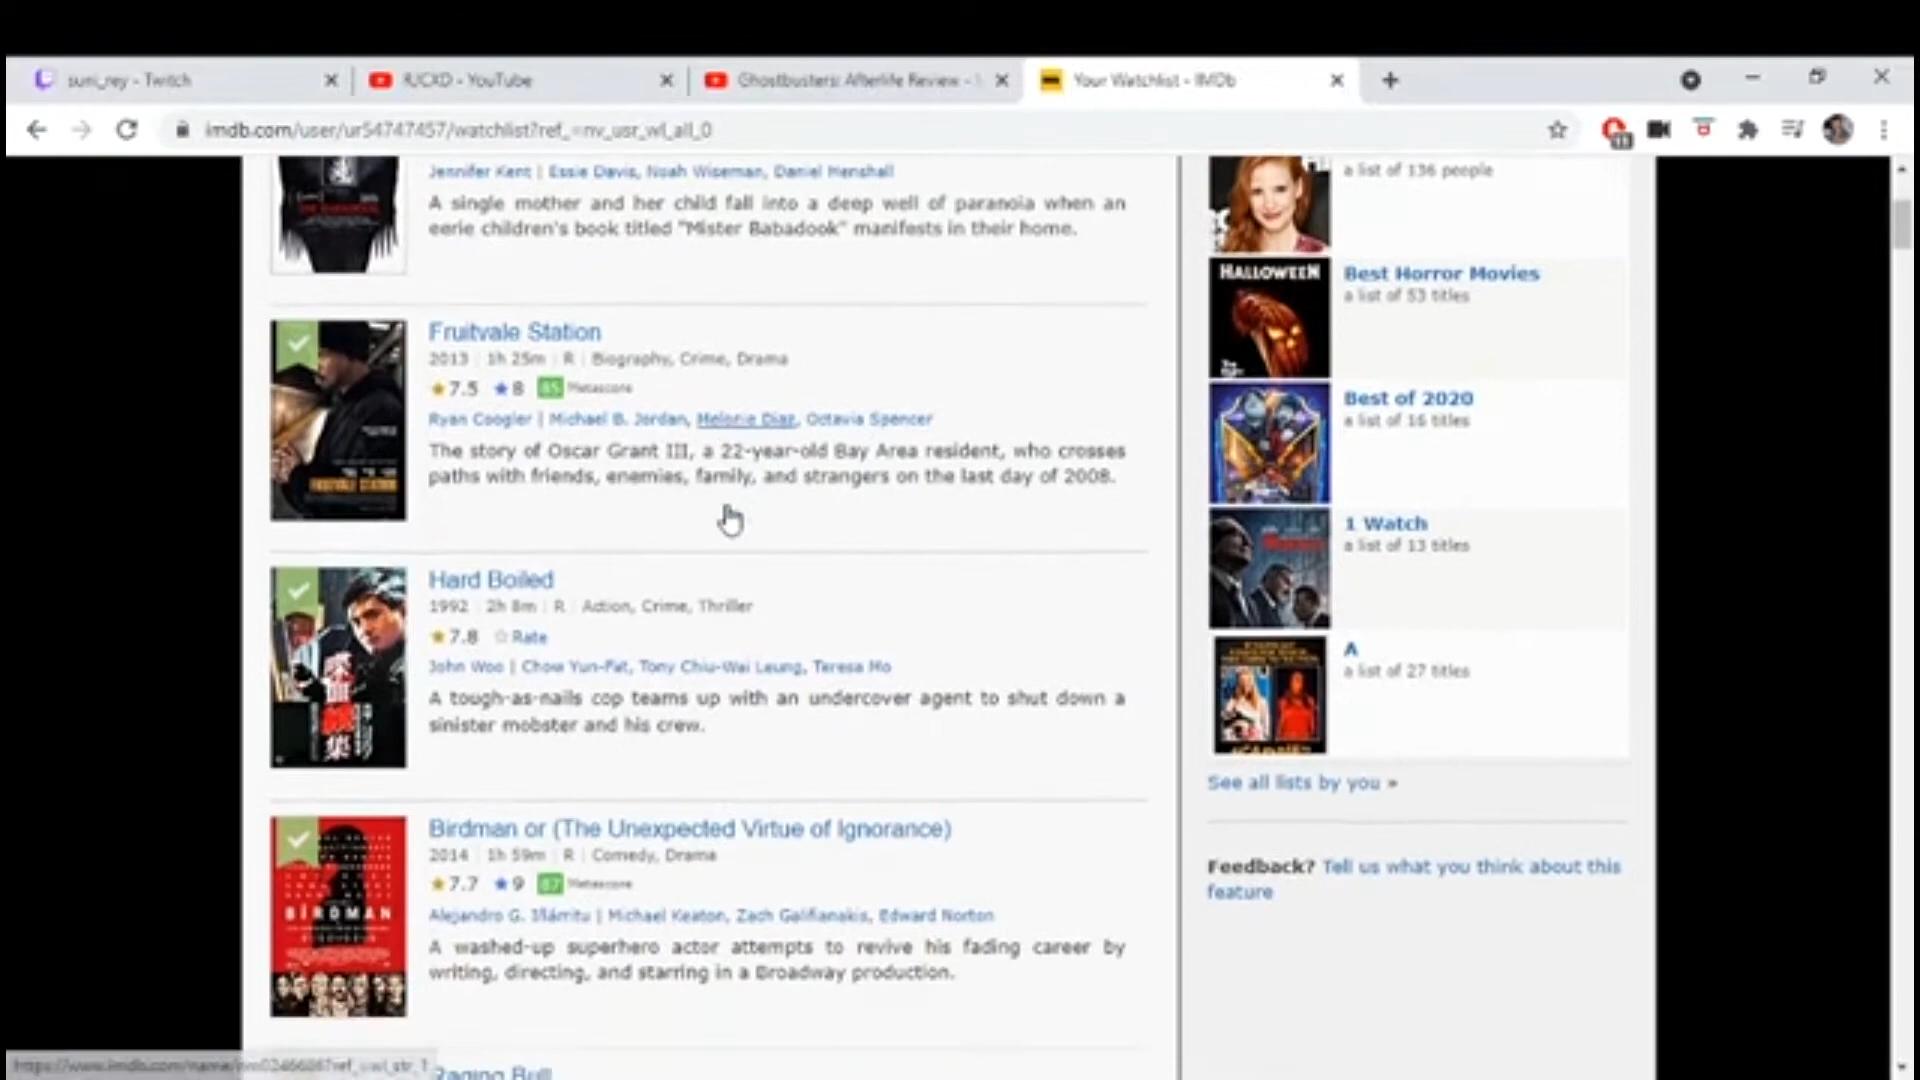 suni_rey - Twitch
RJCXD - YouTube
Ghostbusters: Afterlife Review -
Your Watchlist - IMDb
imdb.com/user/ur54747457/watchlist?ref_=nv_usr_wl_all_0
Jennifer Kent | Essie Davis, Noah Wiseman, Daniel Henshall
A single mother and her child fall into a deep well of paranoia when an
eerie children's book titled "Mister Babadook" manifests in their home.
Fruitvale Station
2013 | 1h 25m | R | Biography, Crime, Drama
7.5 8 85 Metascore
Ryan Coogler | Michael B. Jordan, Melonie Diaz, Octavia Spencer
The story of Oscar Grant III, a 22-year-old Bay Area resident, who crosses
paths with friends, enemies, family, and strangers on the last day of 2008.
FRUITVALE STATION
Hard Boiled
1992 | 2h 8m | R | Action, Crime, Thriller
7.8 Rate
John Woo | Chow Yun-Fat, Tony Chiu-Wai Leung, Teresa Mo
A tough-as-nails cop teams up with an undercover agent to shut down a
sinister mobster and his crew.
Birdman or (The Unexpected Virtue of Ignorance)
2014 | 1h 59m | R | Comedy, Drama
7.7 9 87 Metascore
Alejandro G. Iñárritu | Michael Keaton, Zach Galifianakis, Edward Norton
A washed-up superhero actor attempts to revive his fading career by
writing, directing, and starring in a Broadway production.
BIRDMAN
Raging Bull
a list of 136 people
HALLOWEEN
Best Horror Movies
a list of 53 titles
Best of 2020
a list of 16 titles
1 Watch
a list of 13 titles
A
a list of 27 titles
See all lists by you »
Feedback? Tell us what you think about this
feature